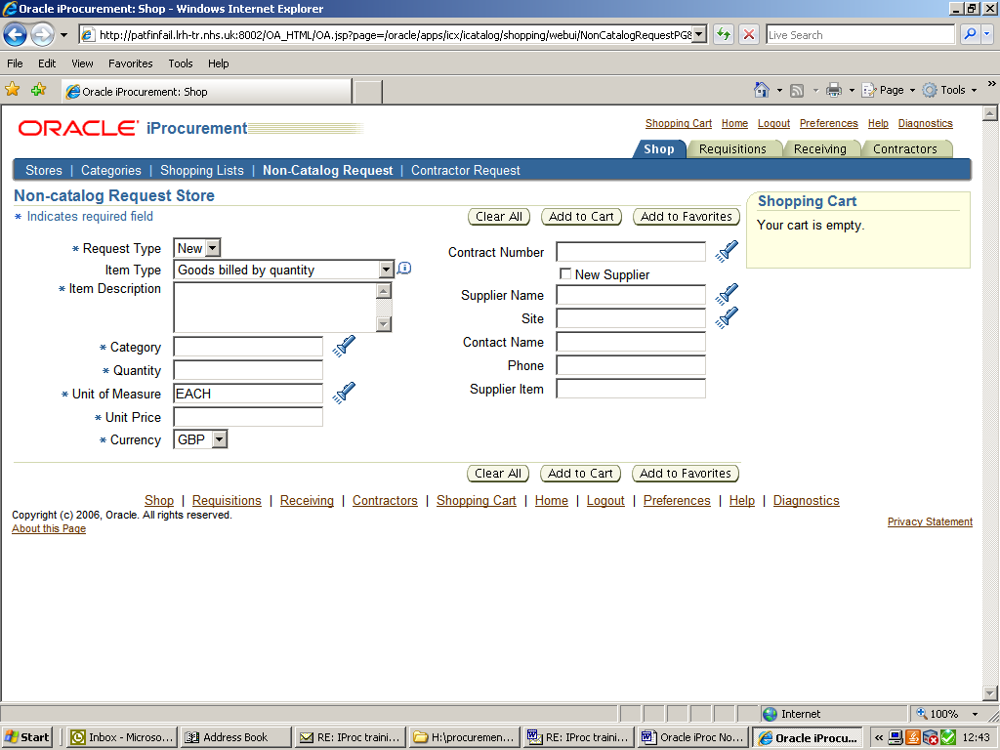 Oracle iProcurement: Shop - Windows Internet Explorer
http://patfinfail.lrh-tr.nhs.uk:8002/OA_HTML/OA.jsp?page=/oracle/apps/icx/icatalog/shopping/webui/NonCatalogRequestPG&
Live Search
File Edit View Favorites Tools Help
Oracle iProcurement: Shop
Page Tools »
ORACLE® iProcurement
Shopping Cart Home Logout Preferences Help Diagnostics
Shop Requisitions Receiving Contractors
Stores | Categories | Shopping Lists | Non-Catalog Request | Contractor Request
Non-catalog Request Store
* Indicates required field
Clear All Add to Cart Add to Favorites
Shopping Cart
Your cart is empty.
* Request Type New
Item Type Goods billed by quantity
* Item Description
* Category
* Quantity
* Unit of Measure EACH
* Unit Price
* Currency GBP
Contract Number
New Supplier
Supplier Name
Site
Contact Name
Phone
Supplier Item
Clear All Add to Cart Add to Favorites
Shop | Requisitions | Receiving | Contractors | Shopping Cart | Home | Logout | Preferences | Help | Diagnostics
Copyright (c) 2006, Oracle. All rights reserved.
About this Page
Privacy Statement
Internet
100%
Start
Inbox - Microso...
Address Book
RE: IProc traini...
H:\procuremen...
RE: IProc traini...
Oracle iProc No...
Oracle iProcu...
«
12:43